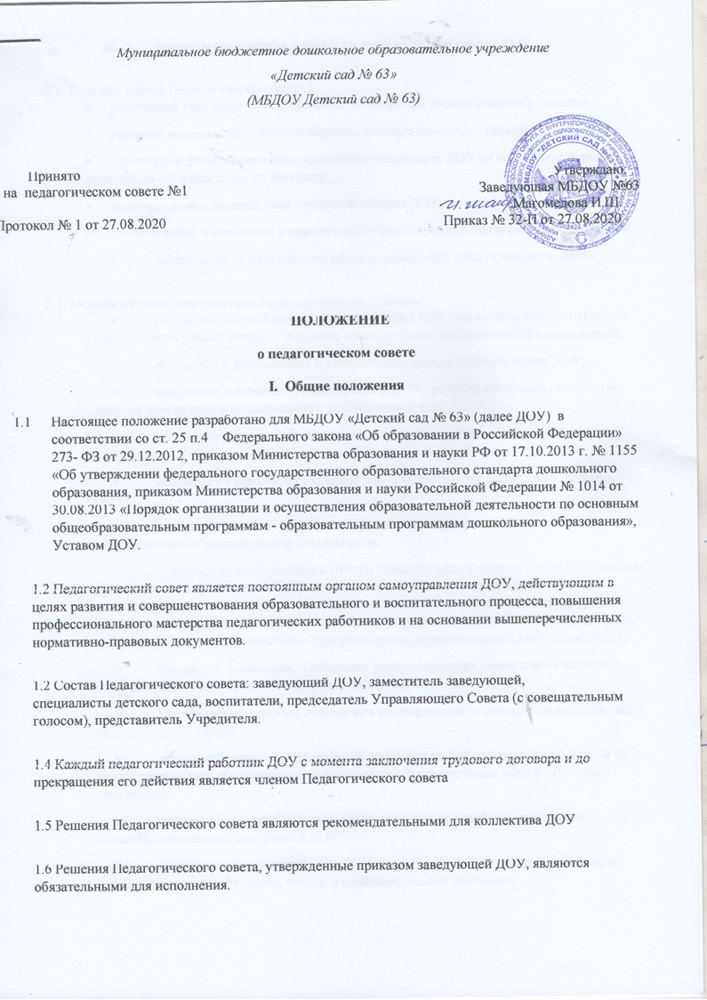 Муниципальное бюджетное дошкольное образовательное учреждение
«Детский сад № 63»
(МБДОУ Детский сад № 63)
Принято
на педагогическом совете №1
Протокол № 1 от 27.08.2020
Утверждаю,
Заведующая МБДОУ №63
Магомедова И.Ш.
Приказ № 32-П от 27.08.2020
ПОЛОЖЕНИЕ
о педагогическом совете
I. Общие положения
1.1 Настоящее положение разработано для МБДОУ «Детский сад № 63» (далее ДОУ) в
соответствии со ст. 25 п.4 Федерального закона «Об образовании в Российской Федерации»
273- ФЗ от 29.12.2012, приказом Министерства образования и науки РФ от 17.10.2013 г. № 1155
«Об утверждении федерального государственного образовательного стандарта дошкольного
образования, приказом Министерства образования и науки Российской Федерации № 1014 от
30.08.2013 «Порядок организации и осуществления образовательной деятельности по основным
общеобразовательным программам - образовательным программам дошкольного образования»,
Уставом ДОУ.
1.2 Педагогический совет является постоянным органом самоуправления ДОУ, действующим в
целях развития и совершенствования образовательного и воспитательного процесса, повышения
профессионального мастерства педагогических работников и на основании вышеперечисленных
нормативно-правовых документов.
1.2 Состав Педагогического совета: заведующий ДОУ, заместитель заведующей,
специалисты детского сада, воспитатели, председатель Управляющего Совета (с совещательным
голосом), представитель Учредителя.
1.4 Каждый педагогический работник ДОУ с момента заключения трудового договора и до
прекращения его действия является членом Педагогического совета
1.5 Решения Педагогического совета являются рекомендательными для коллектива ДОУ
1.6 Решения Педагогического совета, утвержденные приказом заведующей ДОУ, являются
обязательными для исполнения.